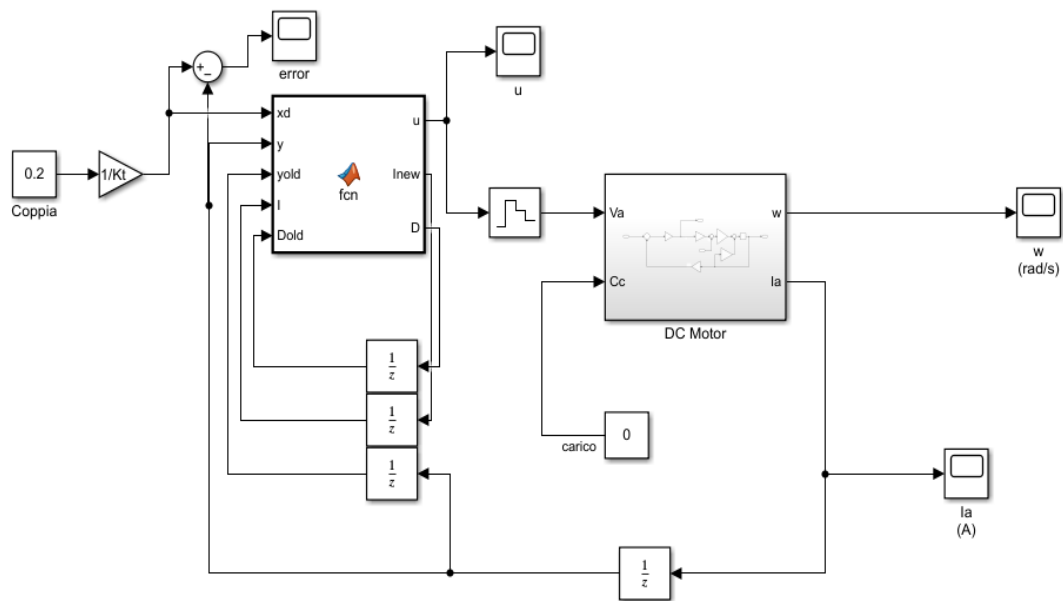 error
u
xd
y
yold
I
Dold
fcn
u
Inew
D
0.2
Coppia
1/Kt
+
−
Va
Cc
w
Ia
DC Motor
w
(rad/s)
1
z
1
z
1
z
carico
0
Ia
(A)
1
z